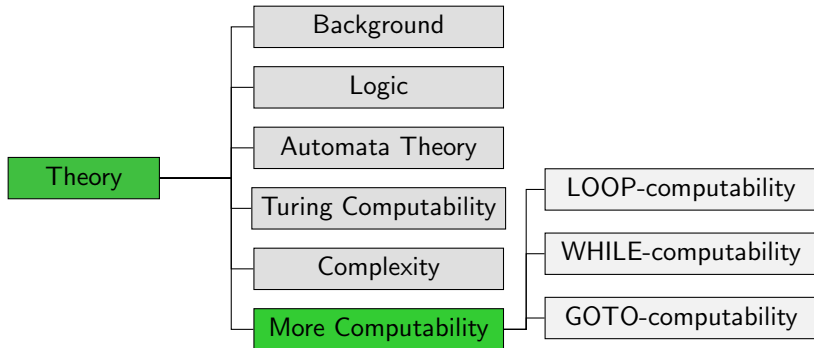 Background
Logic
Automata Theory
Theory
Turing Computability
Complexity
More Computability
LOOP-computability
WHILE-computability
GOTO-computability